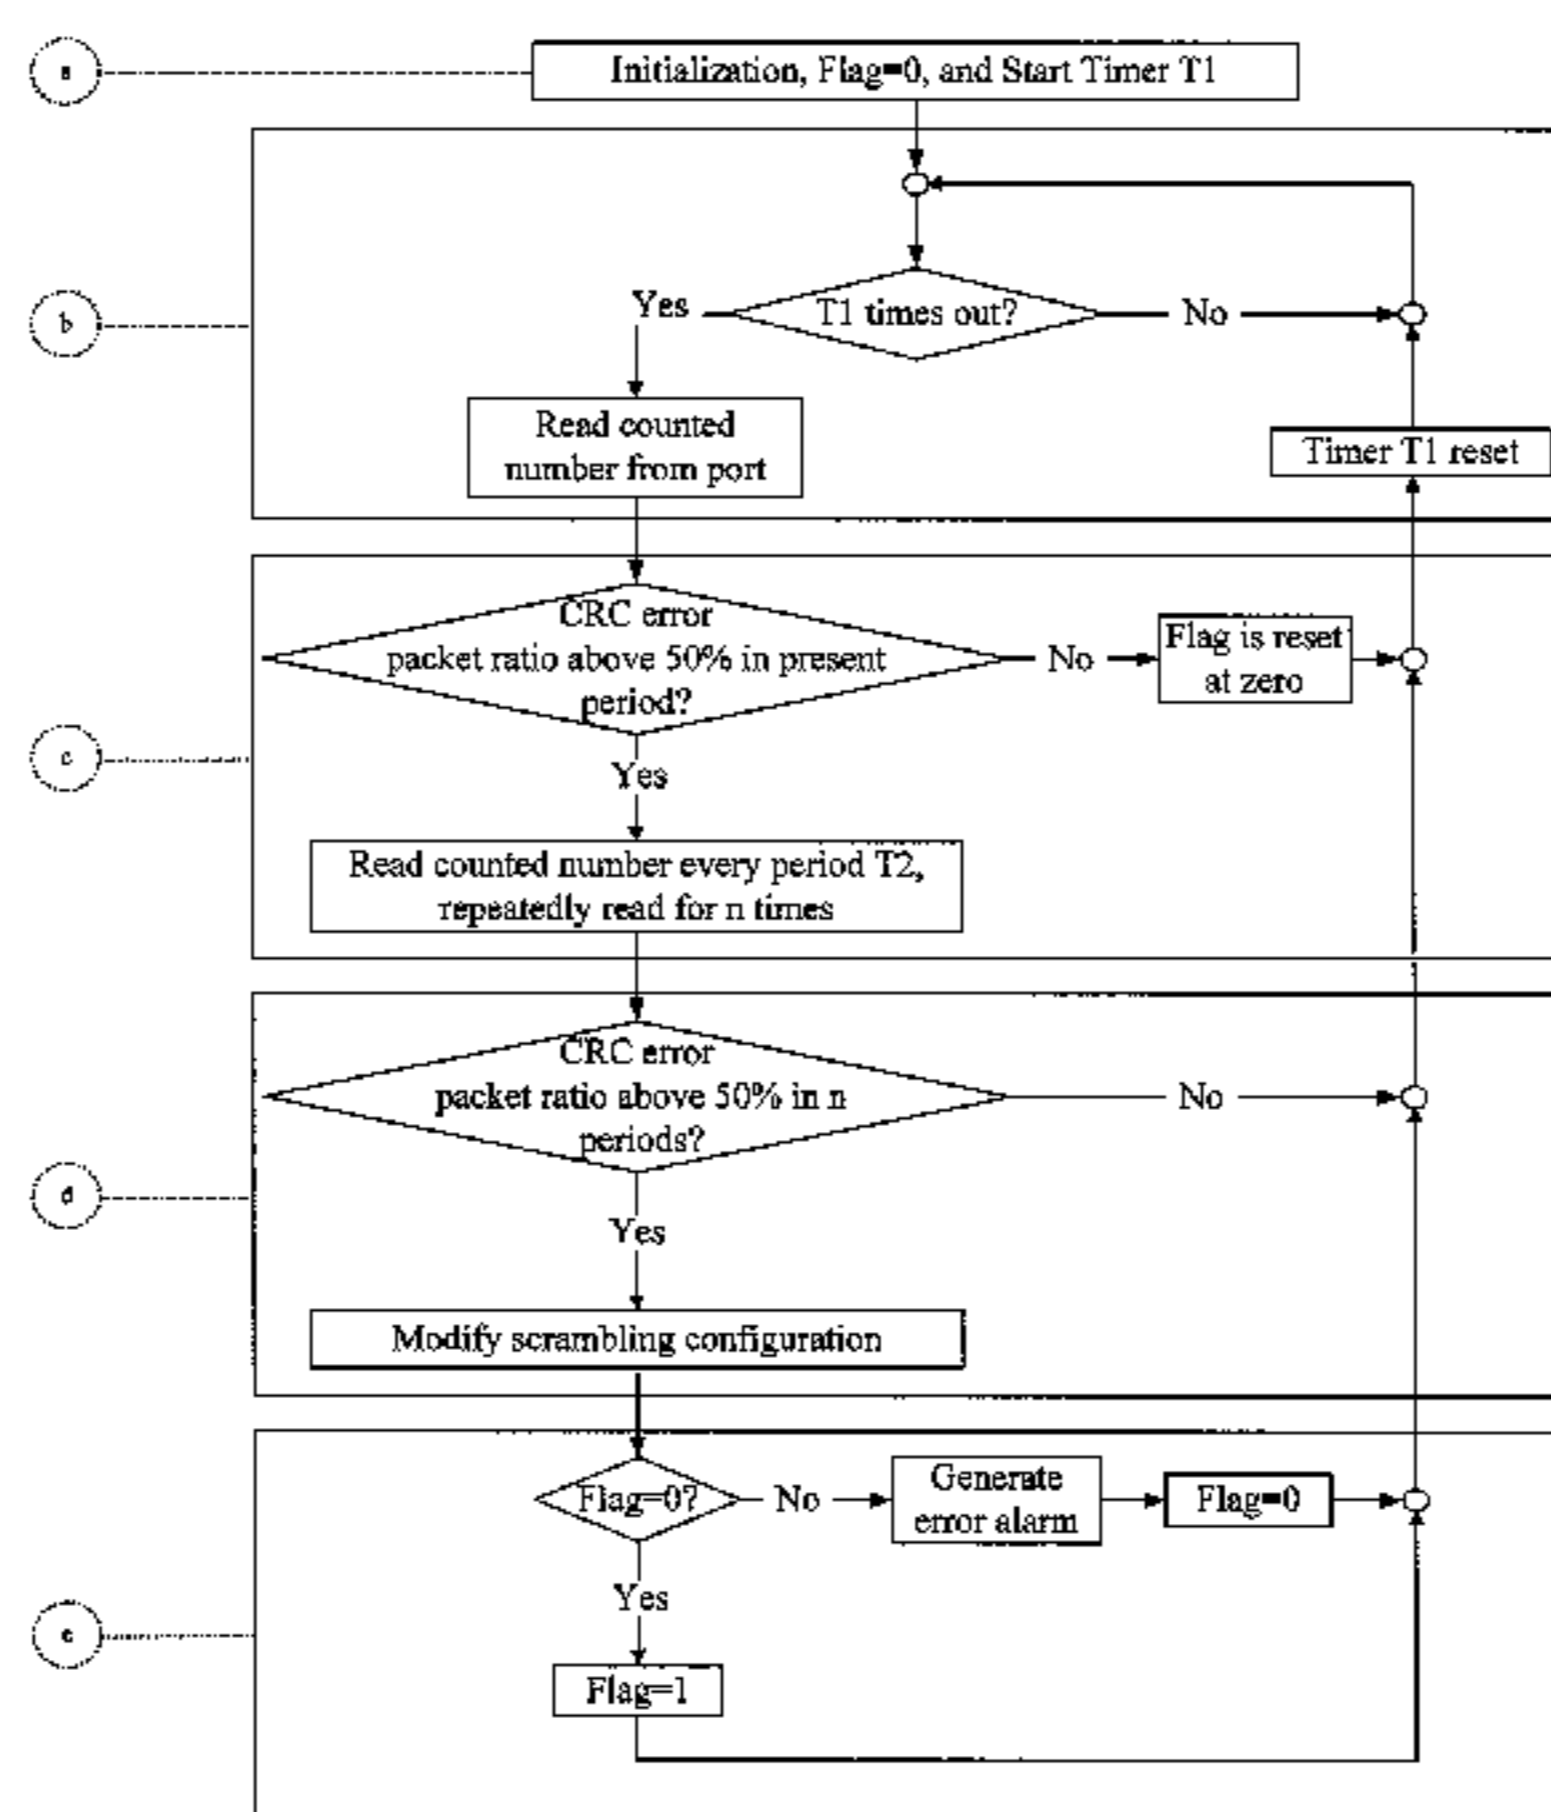 a
Initialization, Flag=0, and Start Timer T1
b
Yes
T1 times out?
No
Read counted
number from port
Timer T1 reset
CRC error
packet ratio above 50% in present
period?
No
Flag is reset
at zero
c
Yes
Read counted number every period T2,
repeatedly read for n times
CRC error
packet ratio above 50% in n
periods?
No
d
Yes
Modify scrambling configuration
Flag=0?
No
Generate
error alarm
Flag=0
Yes
e
Flag=1